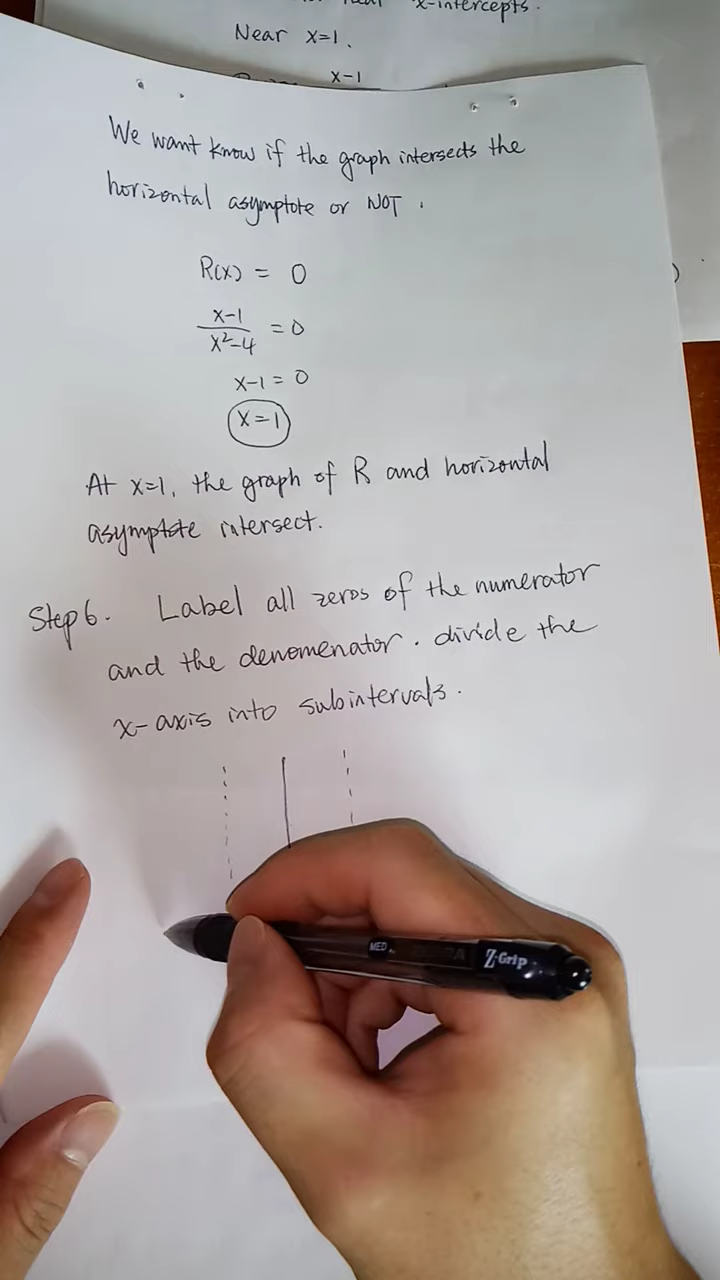 x-intercepts.
Near x=1.
x-1
We want know if the graph intersects the
horizontal asymptote or NOT.
R(x) = 0
x-1
x²-4 = 0
x-1 = 0
x=1
At x=1, the graph of R and horizontal
asymptote intersect.
Step 6. Label all zeros of the numerator
and the denomenator. divide the
x-axis into subintervals.
MED.
Z-Grip